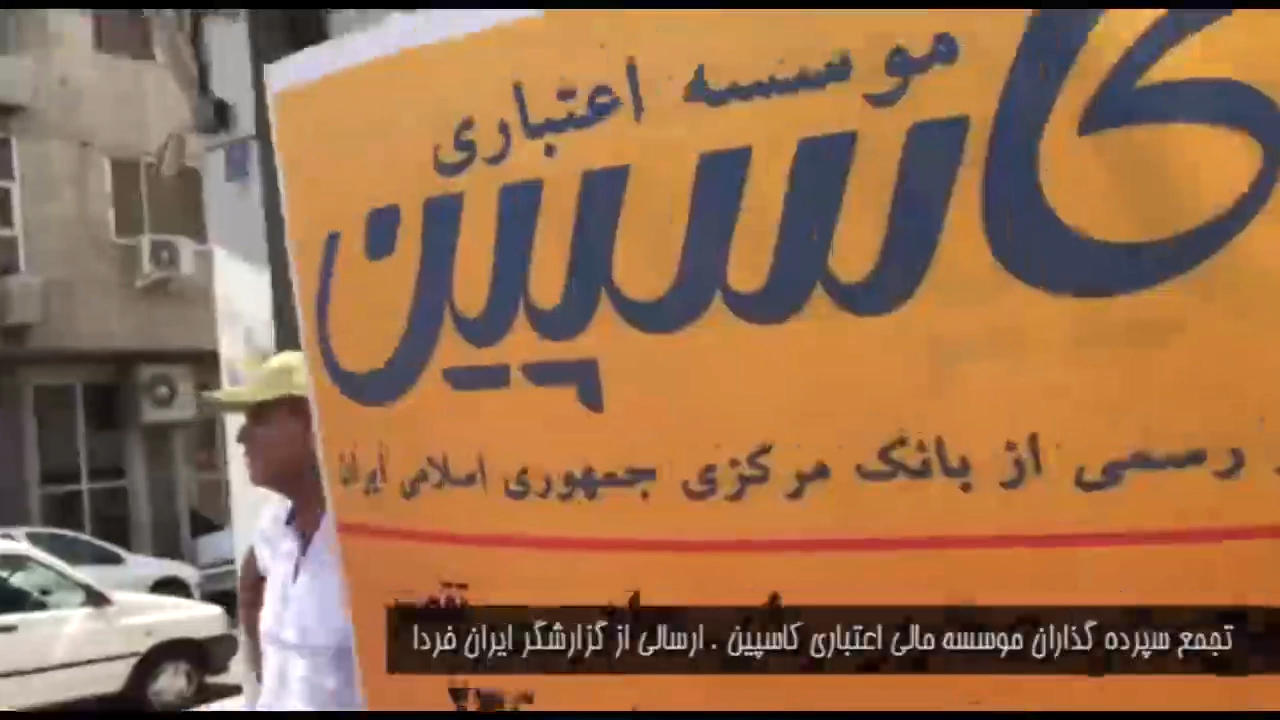 موسسه اعتباری
کاسپین
رسمی از بانک مرکزی جمهوری اسلامی ایران
تجمع سپرده گذاران موسسه مالی اعتباری کاسپین . ارسالی از گزارشگر ایران فردا